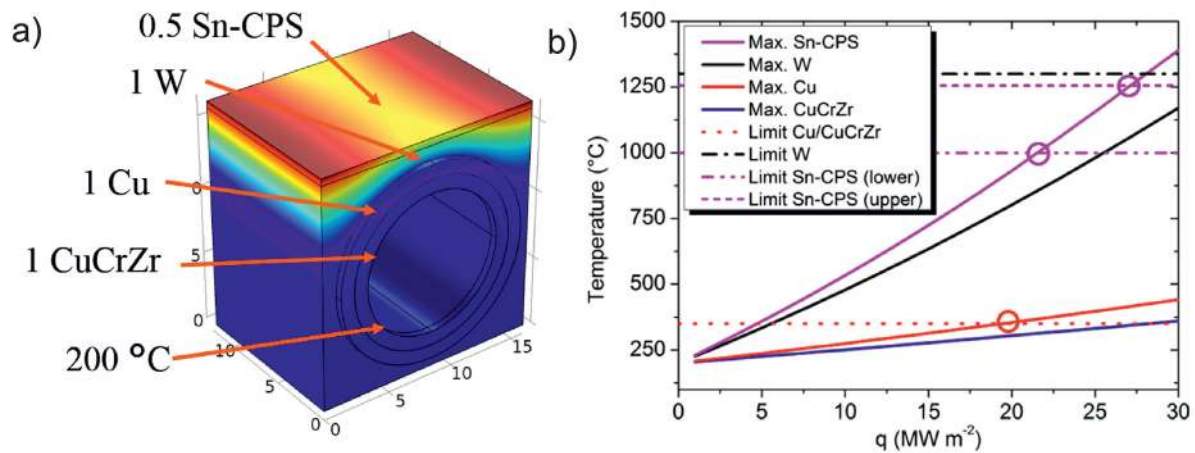 a)
0.5 Sn-CPS
1 W
1 Cu
1 CuCrZr
200 °C
0
5
0
10
5
0
0
5
10
15
b)
1500
1250
1000
750
500
250
Temperature (°C)
Max. Sn-CPS
Max. W
Max. Cu
Max. CuCrZr
Limit Cu/CuCrZr
Limit W
Limit Sn-CPS (lower)
Limit Sn-CPS (upper)
0 5 10 15 20 25 30
q (MW m⁻²)